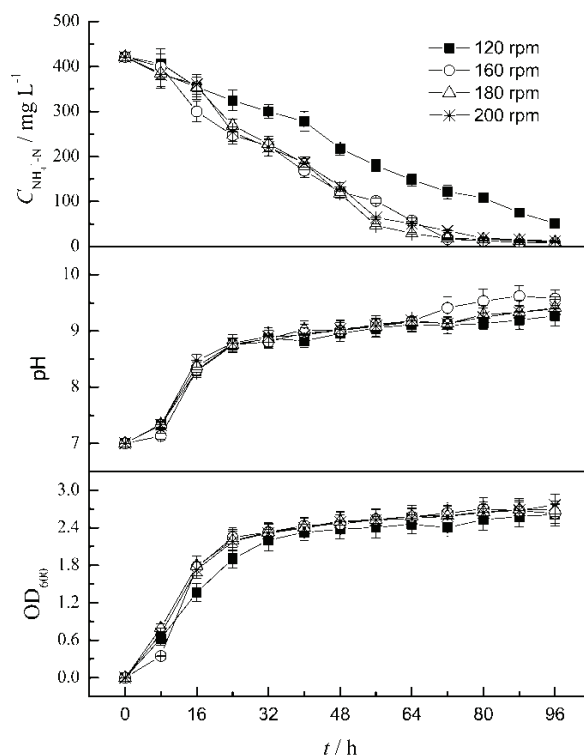 500
400
300
200
100
0
C NH₄⁺-N / mg L⁻¹
120 rpm
160 rpm
180 rpm
200 rpm
10
9
8
7
pH
3.0
2.4
1.8
1.2
0.6
0.0
OD₆₀₀
0 16 32 48 64 80 96
t / h